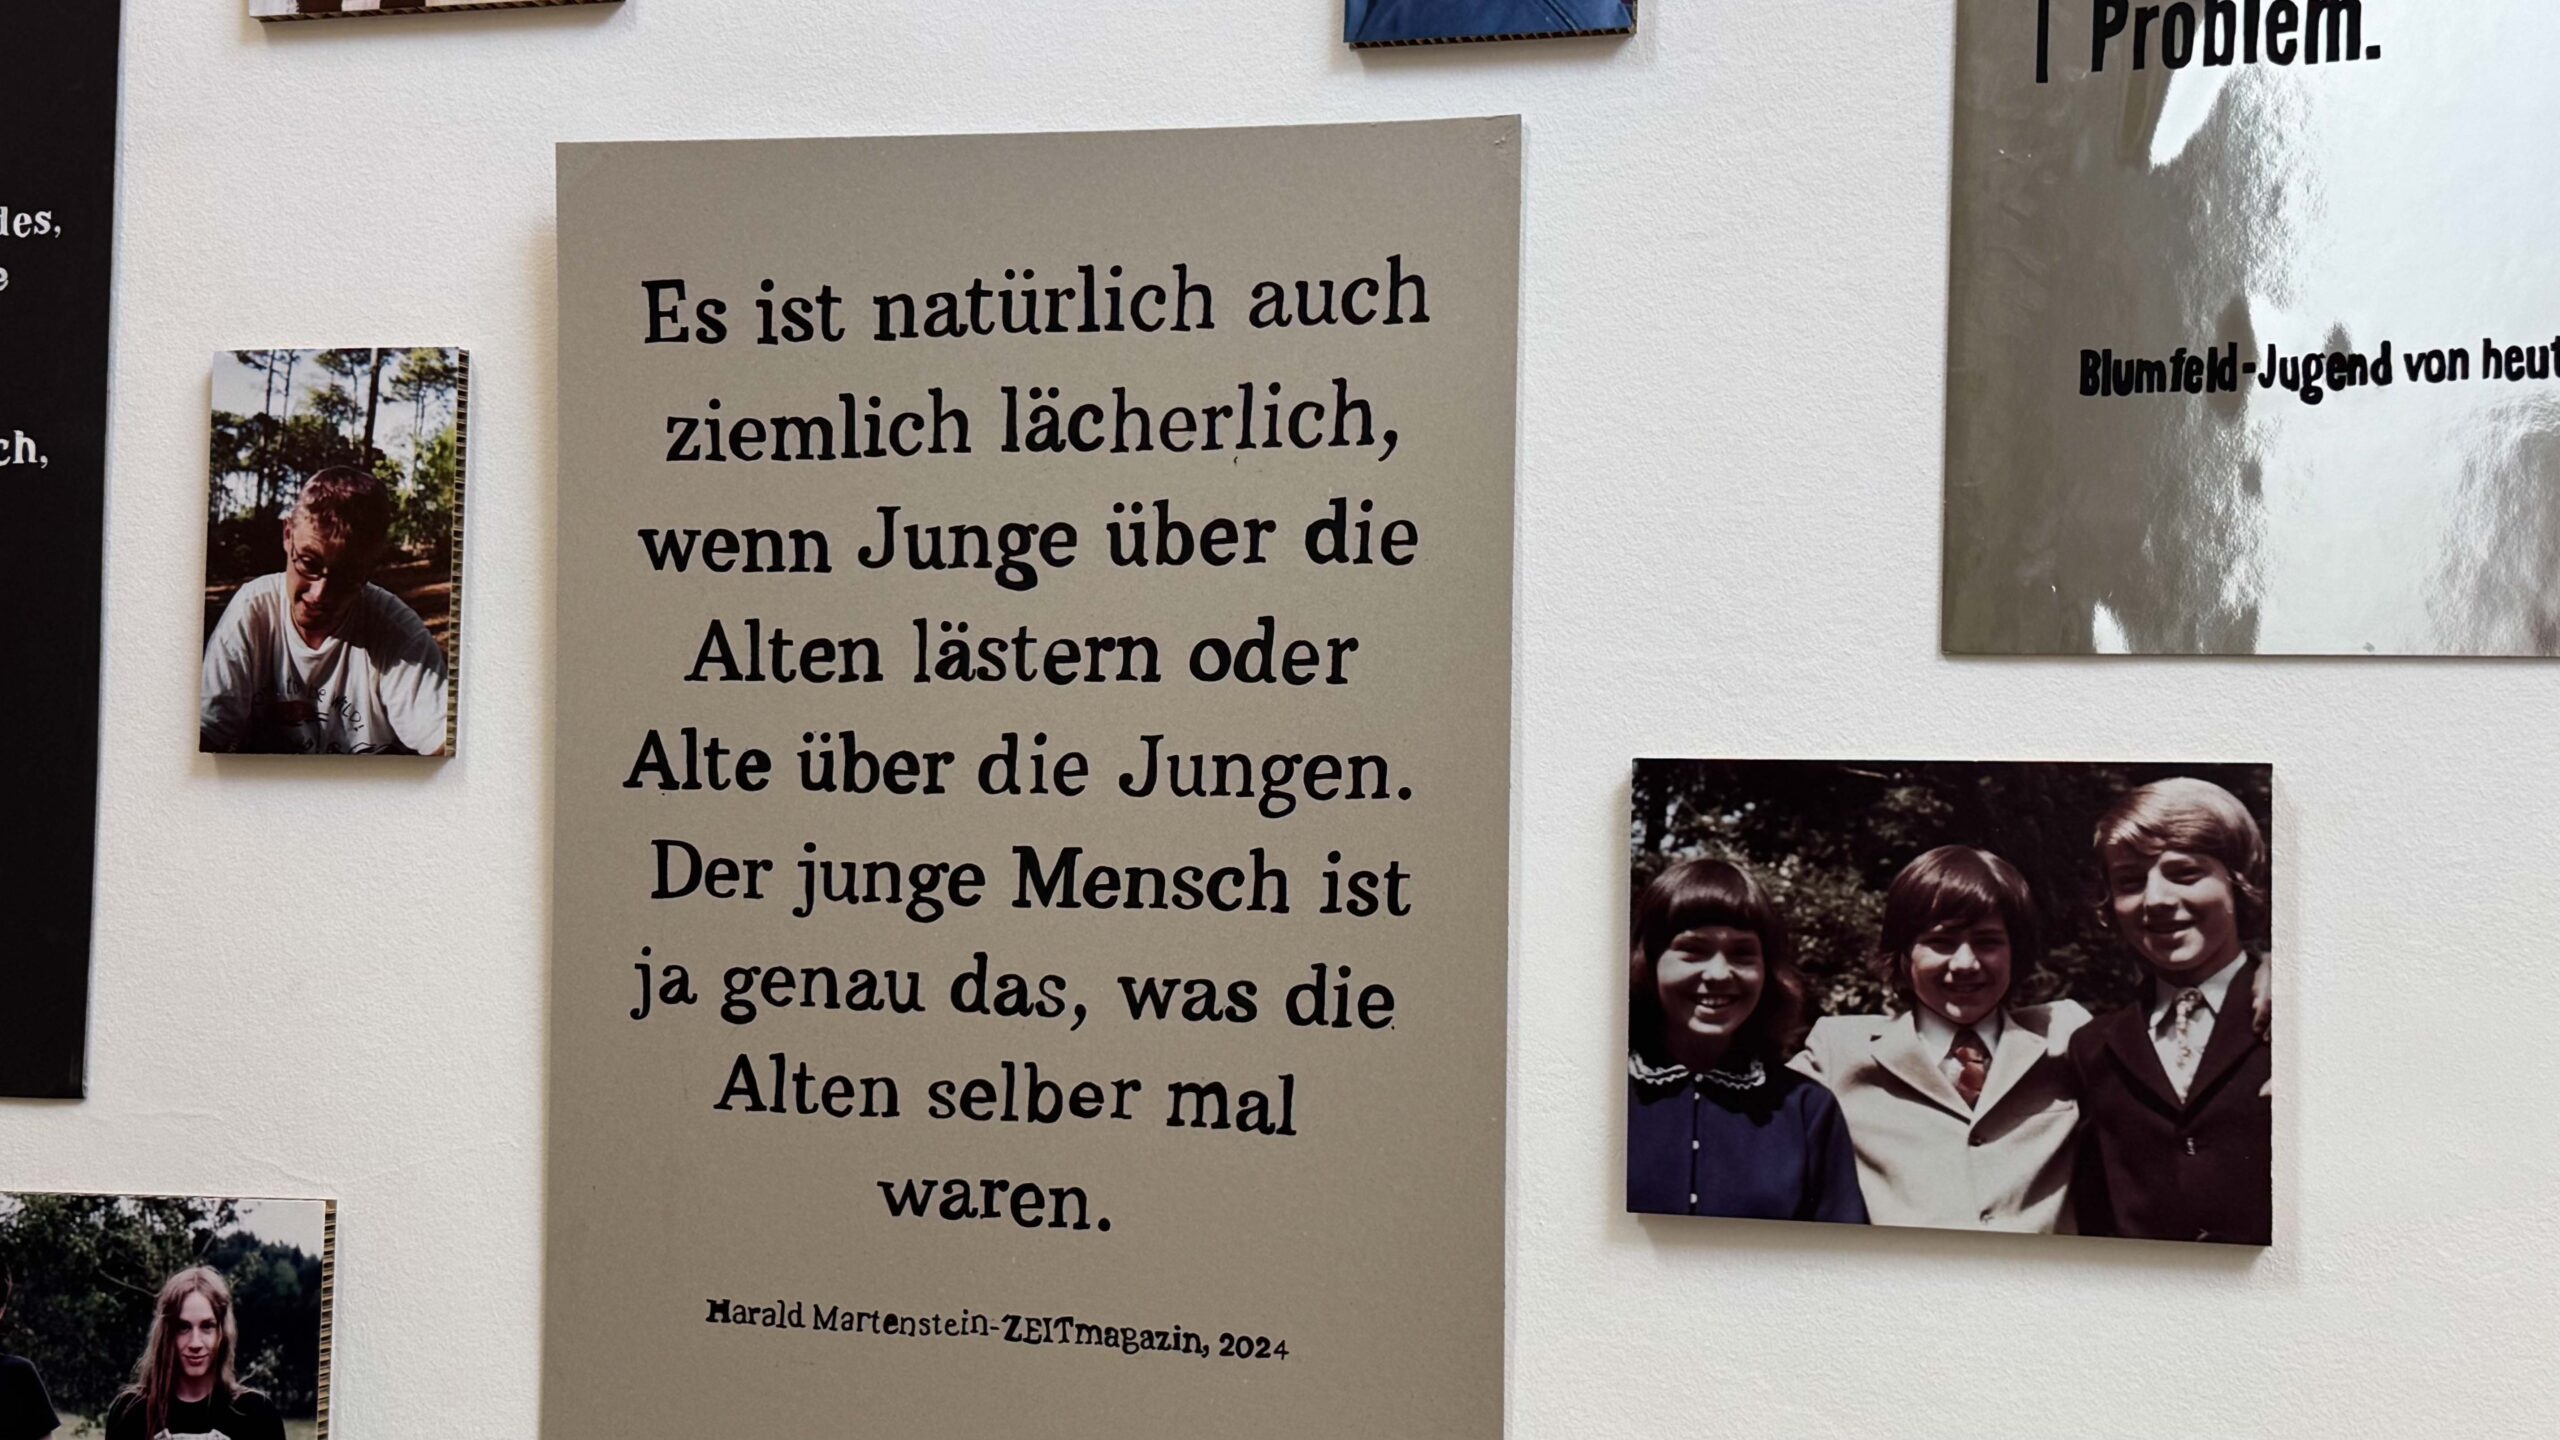 des,
ch,
Problem.
Blumfeld-Jugend von
Es ist natürlich auch
ziemlich lächerlich,
wenn Junge über die
Alten lästern oder
Alte über die Jungen.
Der junge Mensch ist
ja genau das, was die
Alten selber mal
waren.
Harald Martenstein-ZEITmagazin, 2024